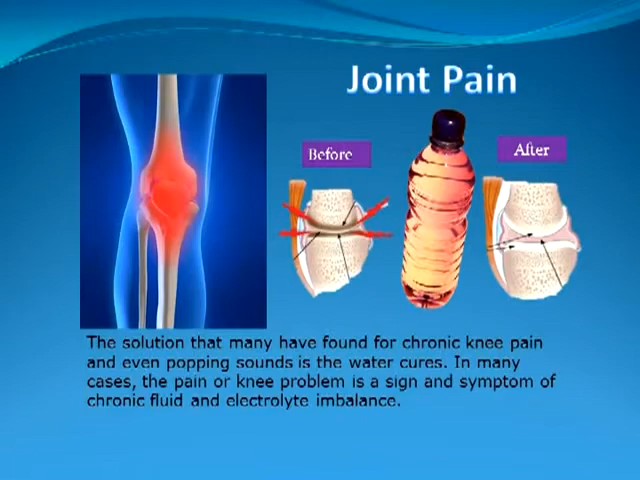 Joint Pain
Before
After
The solution that many have found for chronic knee pain
and even popping sounds is the water cures. In many
cases, the pain or knee problem is a sign and symptom of
chronic fluid and electrolyte imbalance.